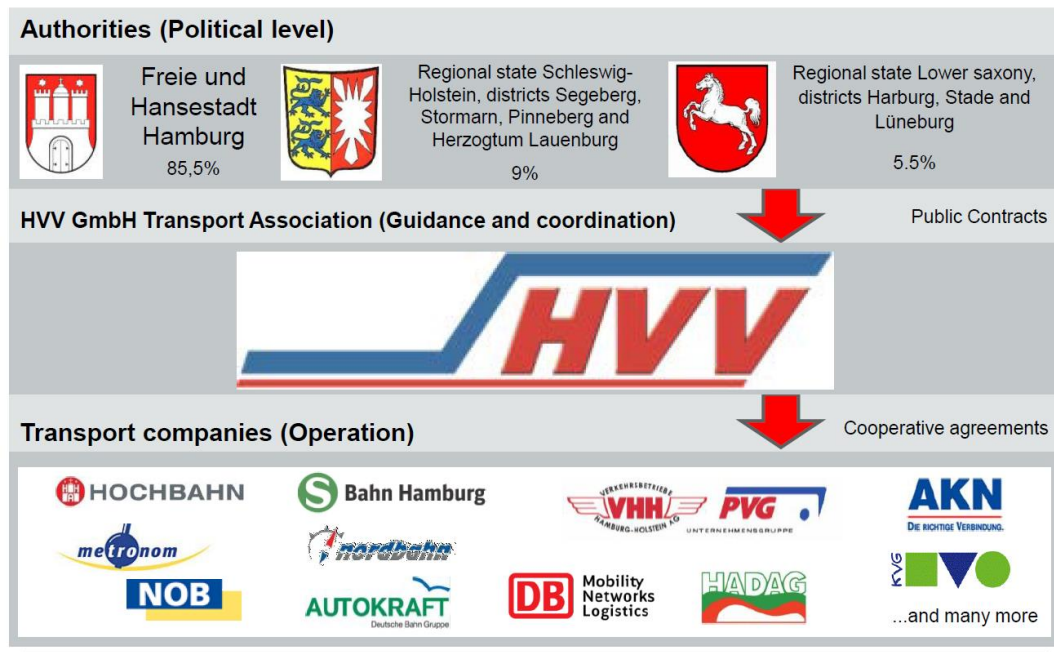 Authorities (Political level)
Freie und
Hansestadt
Hamburg
85,5%
Regional state Schleswig-
Holstein, districts Segeberg,
Stormarn, Pinneberg and
Herzogtum Lauenburg
9%
Regional state Lower saxony,
districts Harburg, Stade and
Lüneburg
5.5%
HVV GmbH Transport Association (Guidance and coordination)
Public Contracts
HVV
Transport companies (Operation)
Cooperative agreements
HOCHBAHN
S Bahn Hamburg
VERKEHRSBETRIEBE
VHH
HAMBURG-HOLSTEIN AG
PVG
UNTERNEHMENSGRUPPE
AKN
DIE RICHTIGE VERBINDUNG.
metronom
nordbahn
KVG
NOB
AUTOKRAFT
Deutsche Bahn Gruppe
DB
Mobility
Networks
Logistics
HADAG
...and many more